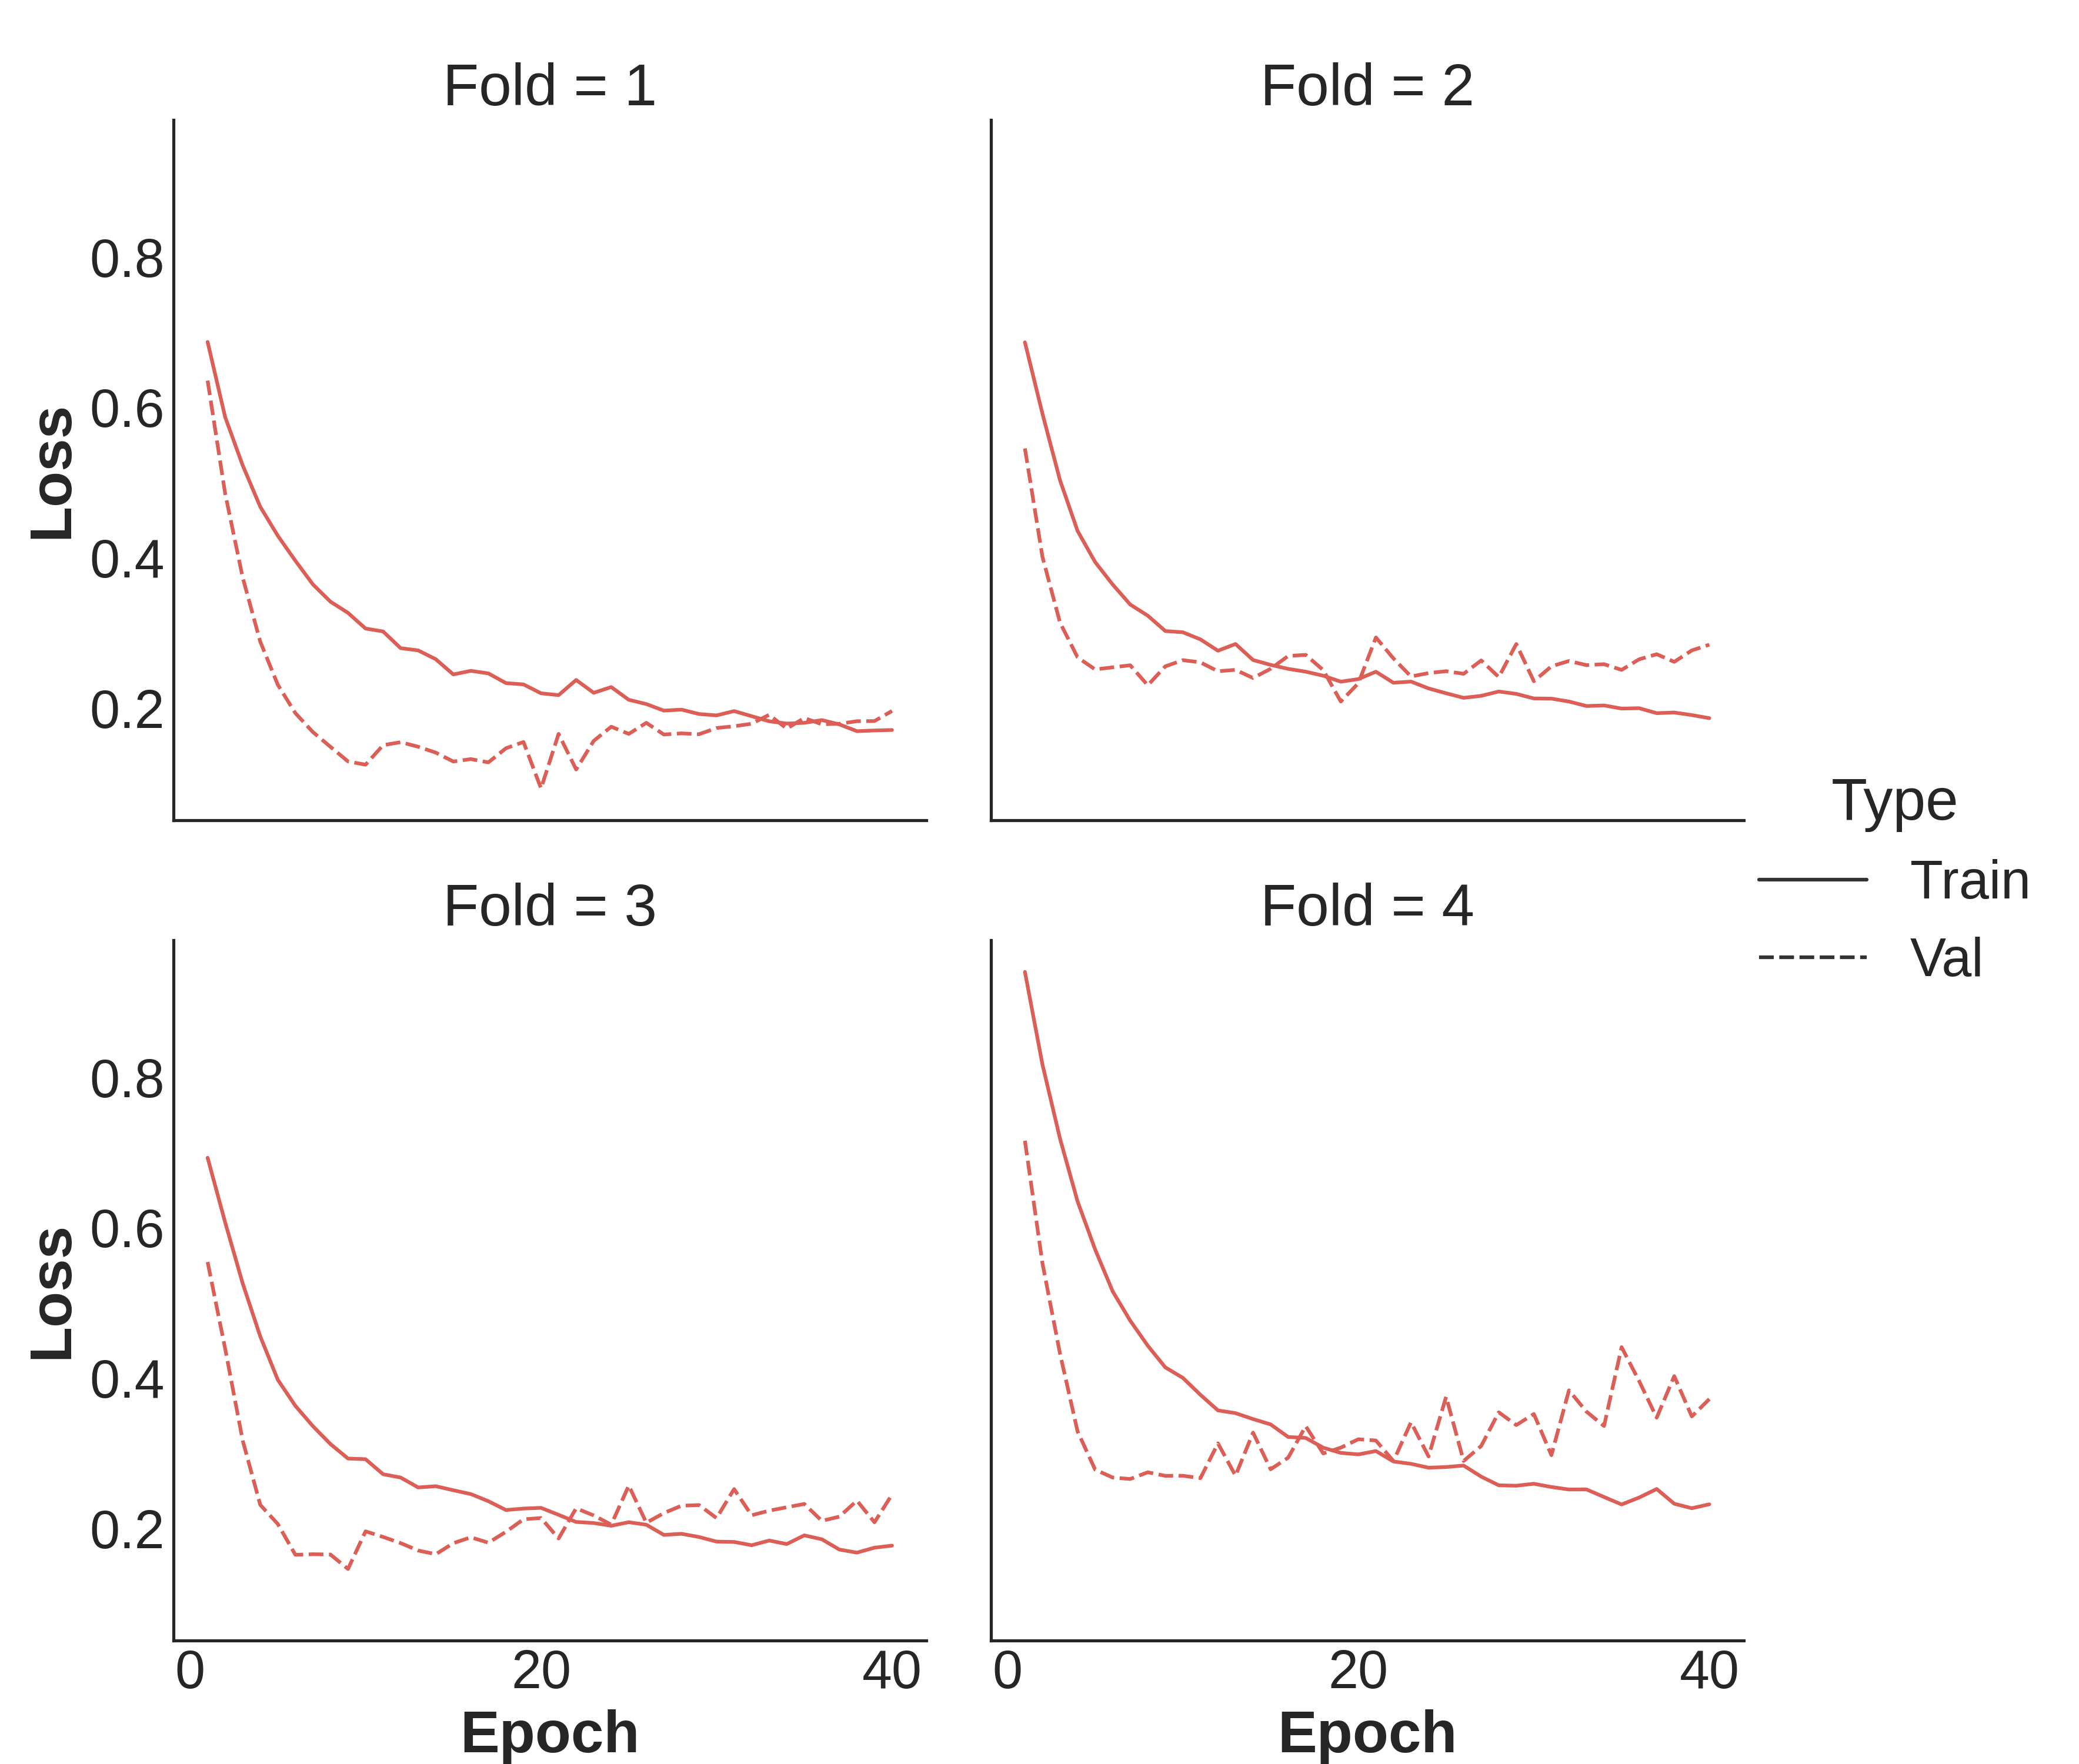 Fold = 1
Fold = 2
0.8
0.6
0.4
0.2
Loss
Type
Train
Val
Fold = 3
Fold = 4
0.8
0.6
0.4
0.2
Loss
0
20
40
0
20
40
Epoch
Epoch